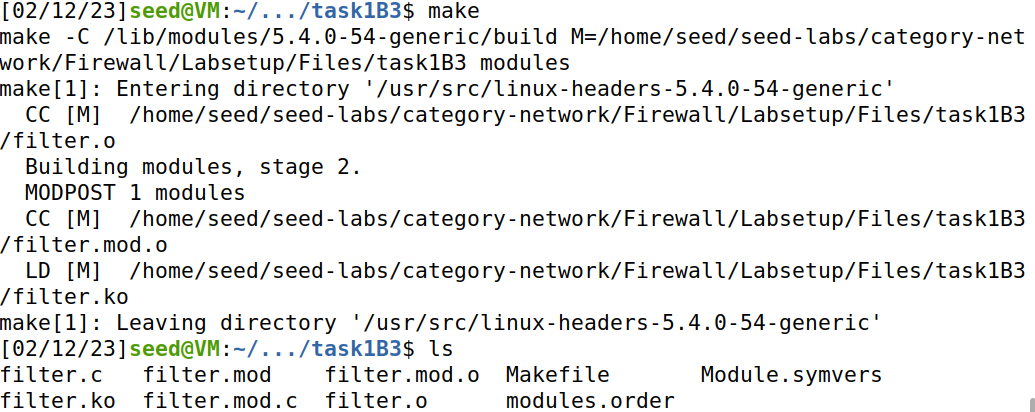 [02/12/23]seed@VM:~/.../task1B3$ make
make -C /lib/modules/5.4.0-54-generic/build M=/home/seed/seed-labs/category-net
work/Firewall/Labsetup/Files/task1B3 modules
make[1]: Entering directory '/usr/src/linux-headers-5.4.0-54-generic'
  CC [M]  /home/seed/seed-labs/category-network/Firewall/Labsetup/Files/task1B3
/filter.o
  Building modules, stage 2.
  MODPOST 1 modules
  CC [M]  /home/seed/seed-labs/category-network/Firewall/Labsetup/Files/task1B3
/filter.mod.o
  LD [M]  /home/seed/seed-labs/category-network/Firewall/Labsetup/Files/task1B3
/filter.ko
make[1]: Leaving directory '/usr/src/linux-headers-5.4.0-54-generic'
[02/12/23]seed@VM:~/.../task1B3$ ls
filter.c   filter.mod    filter.mod.o  Makefile       Module.symvers
filter.ko  filter.mod.c  filter.o      modules.order